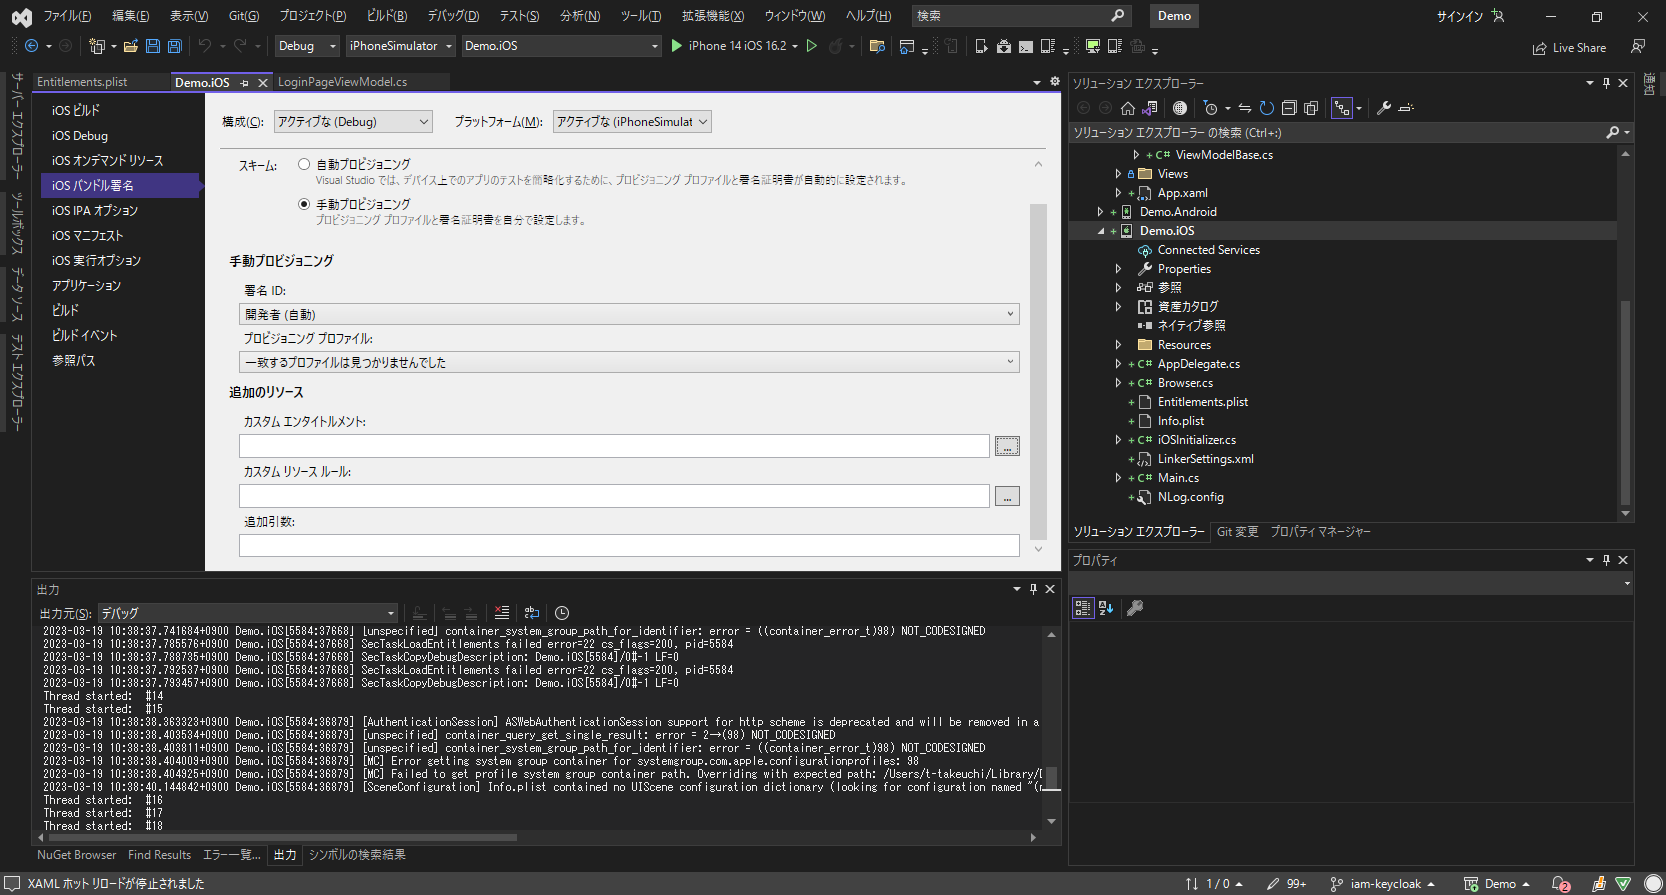 ファイル(F) 編集(E) 表示(V) Git(G) プロジェクト(P) ビルド(B) デバッグ(D) テスト(S) 分析(N) ツール(T) 拡張機能(X) ウィンドウ(W) ヘルプ(H) 検索 Demo サインイン
Debug iPhoneSimulator Demo.iOS iPhone 14 iOS 16.2 Live Share
サーバー エクスプローラー
ツールボックス
データ ソース
テスト エクスプローラー
Entitlements.plist Demo.iOS LoginPageViewModel.cs
iOS ビルド
iOS Debug
iOS オンデマンド リソース
iOS バンドル署名
iOS IPA オプション
iOS マニフェスト
iOS 実行オプション
アプリケーション
ビルド
ビルド イベント
参照パス
構成(C): アクティブな (Debug) プラットフォーム(M): アクティブな (iPhoneSimulat
スキーム: 自動プロビジョニング
Visual Studio では、デバイス上でのアプリのテストを簡略化するために、プロビジョニング プロファイルと署名証明書が自動的に設定されます。
手動プロビジョニング
プロビジョニング プロファイルと署名証明書を自分で設定します。
手動プロビジョニング
署名 ID:
開発者 (自動)
プロビジョニング プロファイル:
一致するプロファイルは見つかりませんでした
追加のリソース
カスタム エンタイトルメント:
...
カスタム リソース ルール:
...
追加引数:
出力
出力元(S): デバッグ
2023-03-19 10:38:37.741684+0900 Demo.iOS[5584:37668] [unspecified] container_system_group_path_for_identifier: error = ((container_error_t)98) NOT_CODESIGNED
2023-03-19 10:38:37.785576+0900 Demo.iOS[5584:37668] SecTaskLoadEntitlements failed error=22 cs_flags=200, pid=5584
2023-03-19 10:38:37.788735+0900 Demo.iOS[5584:37668] SecTaskCopyDebugDescription: Demo.iOS[5584]/0#-1 LF=0
2023-03-19 10:38:37.792537+0900 Demo.iOS[5584:37668] SecTaskLoadEntitlements failed error=22 cs_flags=200, pid=5584
2023-03-19 10:38:37.793457+0900 Demo.iOS[5584:37668] SecTaskCopyDebugDescription: Demo.iOS[5584]/0#-1 LF=0
Thread started: #14
Thread started: #15
2023-03-19 10:38:38.363323+0900 Demo.iOS[5584:36879] [AuthenticationSession] ASWebAuthenticationSession support for http scheme is deprecated and will be removed in a
2023-03-19 10:38:38.403534+0900 Demo.iOS[5584:36879] [unspecified] container_query_get_single_result: error = 2→(98) NOT_CODESIGNED
2023-03-19 10:38:38.403811+0900 Demo.iOS[5584:36879] [unspecified] container_system_group_path_for_identifier: error = ((container_error_t)98) NOT_CODESIGNED
2023-03-19 10:38:38.404009+0900 Demo.iOS[5584:36879] [MC] Error getting system group container for systemgroup.com.apple.configurationprofiles: 98
2023-03-19 10:38:38.404925+0900 Demo.iOS[5584:36879] [MC] Failed to get profile system group container path. Overriding with expected path: /Users/t-takeuchi/Library/D
2023-03-19 10:38:40.144842+0900 Demo.iOS[5584:36879] [SceneConfiguration] Info.plist contained no UIScene configuration dictionary (looking for configuration named "(n
Thread started: #16
Thread started: #17
Thread started: #18
NuGet Browser Find Results エラー一覧... 出力 シンボルの検索結果
ソリューション エクスプローラー
ソリューション エクスプローラー の検索 (Ctrl+:)
C# ViewModelBase.cs
Views
App.xaml
Demo.Android
Demo.iOS
Connected Services
Properties
参照
資産カタログ
ネイティブ参照
Resources
C# AppDelegate.cs
C# Browser.cs
Entitlements.plist
Info.plist
C# iOSInitializer.cs
LinkerSettings.xml
C# Main.cs
NLog.config
ソリューション エクスプローラー Git 変更 プロパティ マネージャー
プロパティ
通知
XAML ホット リロードが停止されました 1 / 0 99+ iam-keycloak Demo 2